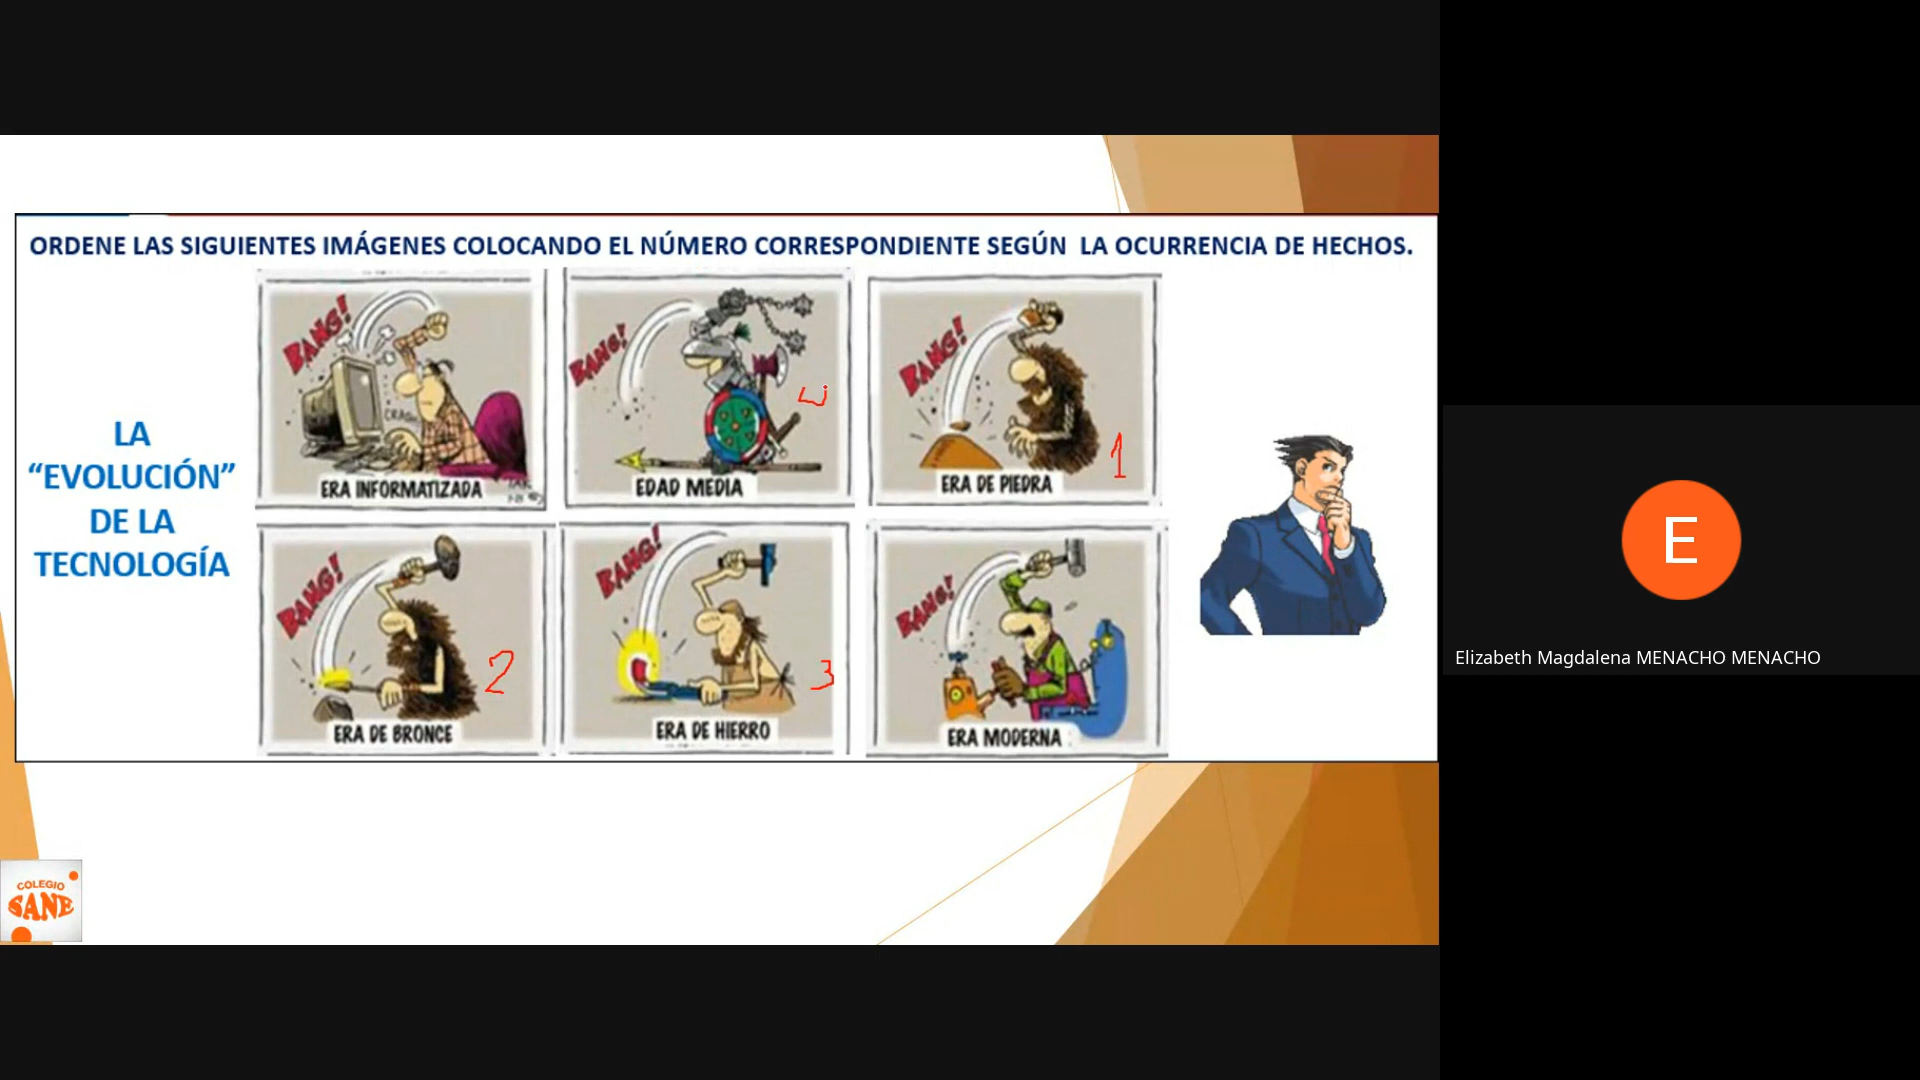 ORDENE LAS SIGUIENTES IMÁGENES COLOCANDO EL NÚMERO CORRESPONDIENTE SEGÚN LA OCURRENCIA DE HECHOS.
LA
“EVOLUCIÓN”
DE LA
TECNOLOGÍA
BANG!
CRASH
ERA INFORMATIZADA
BANG!
EDAD MEDIA
BANG!
1
ERA DE PIEDRA
BANG!
2
ERA DE BRONCE
BANG!
3
ERA DE HIERRO
BANG!
ERA MODERNA
E
Elizabeth Magdalena MENACHO MENACHO
COLEGIO
SANE